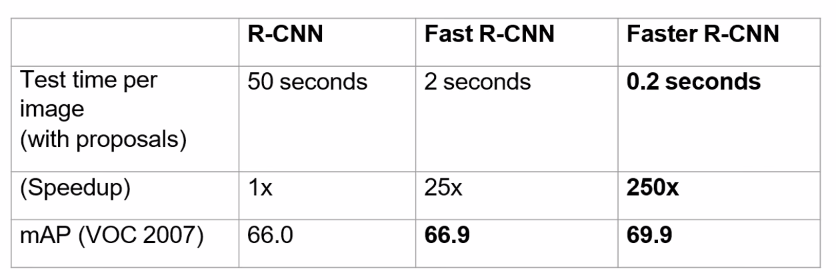 R-CNN Fast R-CNN Faster R-CNN
Test time per image (with proposals) 50 seconds 2 seconds 0.2 seconds
(Speedup) 1x 25x 250x
mAP (VOC 2007) 66.0 66.9 69.9